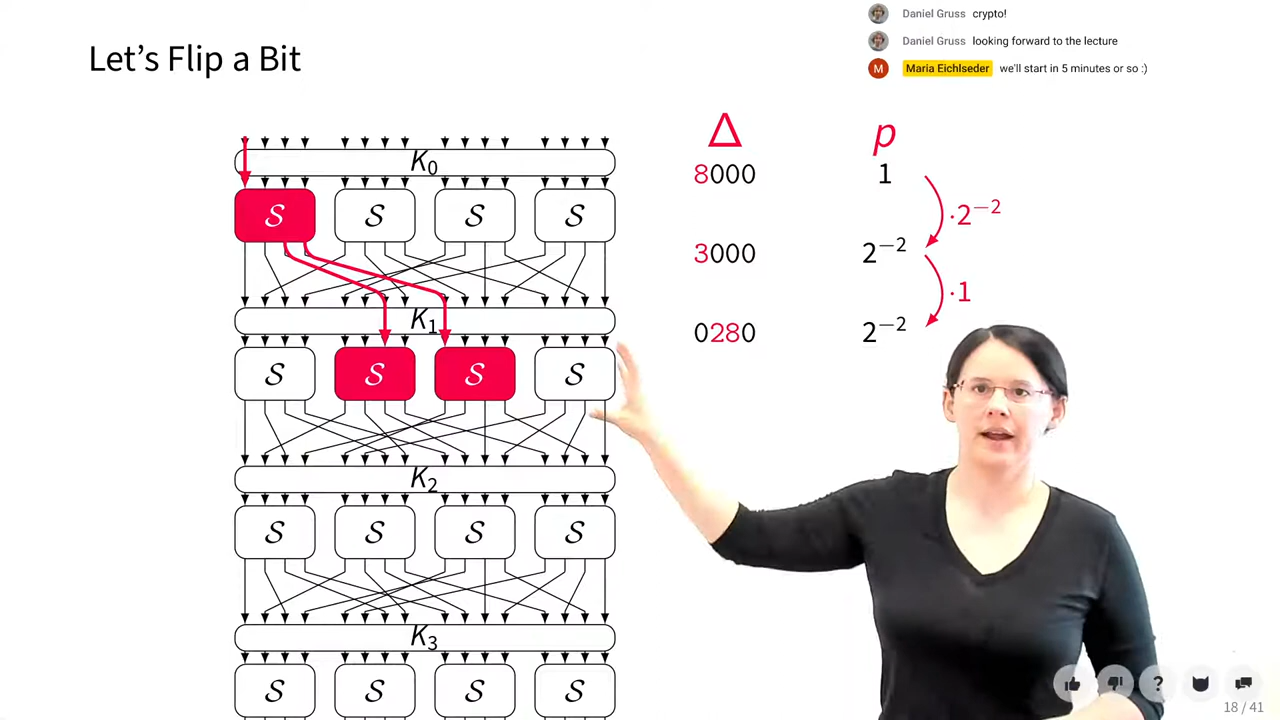 Let's Flip a Bit
Daniel Gruss crypto!
Daniel Gruss looking forward to the lecture
M Maria Eichlseder we'll start in 5 minutes or so :)
Δ p
K₀
8000 1
·2⁻²
S S S S
3000 2⁻²
·1
K₁
0280 2⁻²
S S S S
K₂
S S S S
K₃
S S S S
?
18 / 41